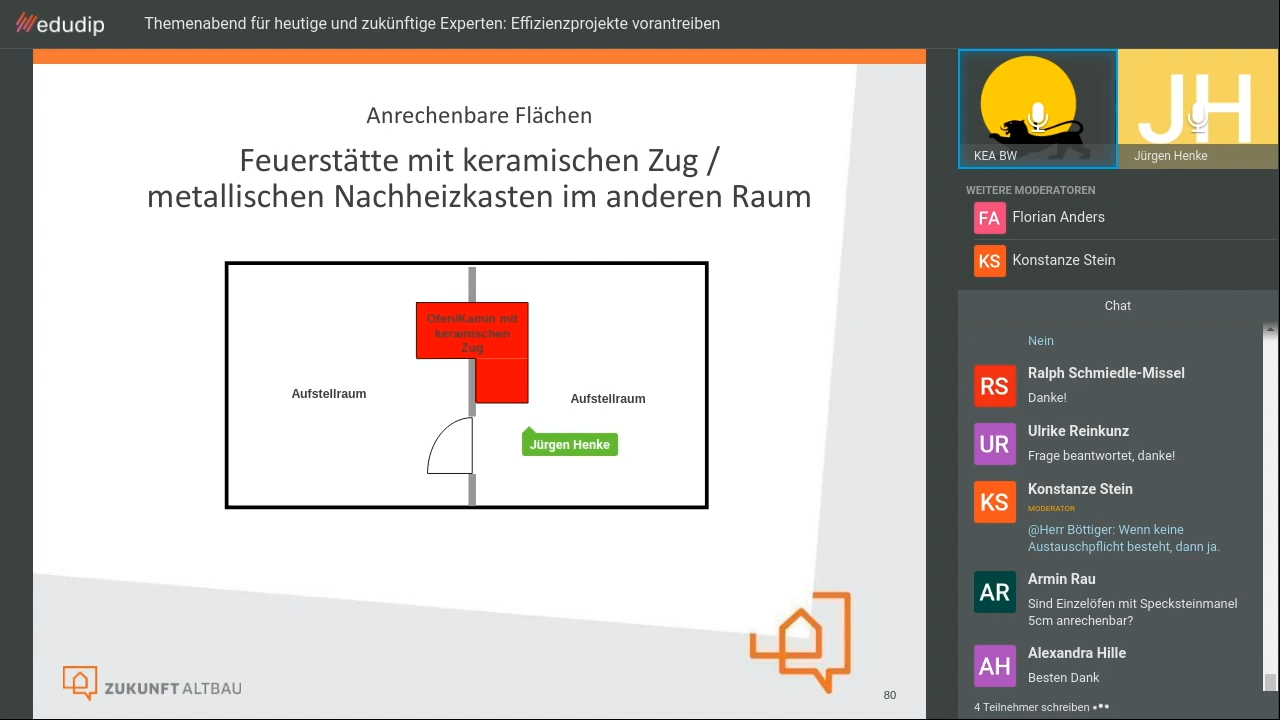 edudip
Themenabend für heutige und zukünftige Experten: Effizienzprojekte vorantreiben
Anrechenbare Flächen
Feuerstätte mit keramischen Zug /
metallischen Nachheizkasten im anderen Raum
Ofen/Kamin mit
keramischen
Zug
Aufstellraum
Aufstellraum
Jürgen Henke
ZUKUNFT ALTBAU
80
JH
KEA BW
Jürgen Henke
WEITERE MODERATOREN
FA
Florian Anders
KS
Konstanze Stein
Chat
Nein
RS
Ralph Schmiedle-Missel
Danke!
UR
Ulrike Reinkunz
Frage beantwortet, danke!
KS
Konstanze Stein
MODERATOR
@Herr Böttiger: Wenn keine
Austauschpflicht besteht, dann ja.
AR
Armin Rau
Sind Einzelöfen mit Specksteinmanel
5cm anrechenbar?
AH
Alexandra Hille
Besten Dank
4 Teilnehmer schreiben